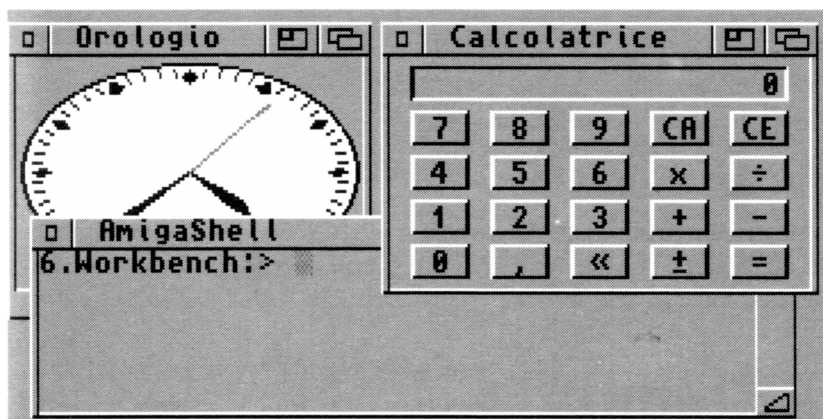 Orologio
Calcolatrice
0
7 8 9 CA CE
4 5 6 x ÷
1 2 3 + -
0 , « ± =
AmigaShell
6.Workbench:>